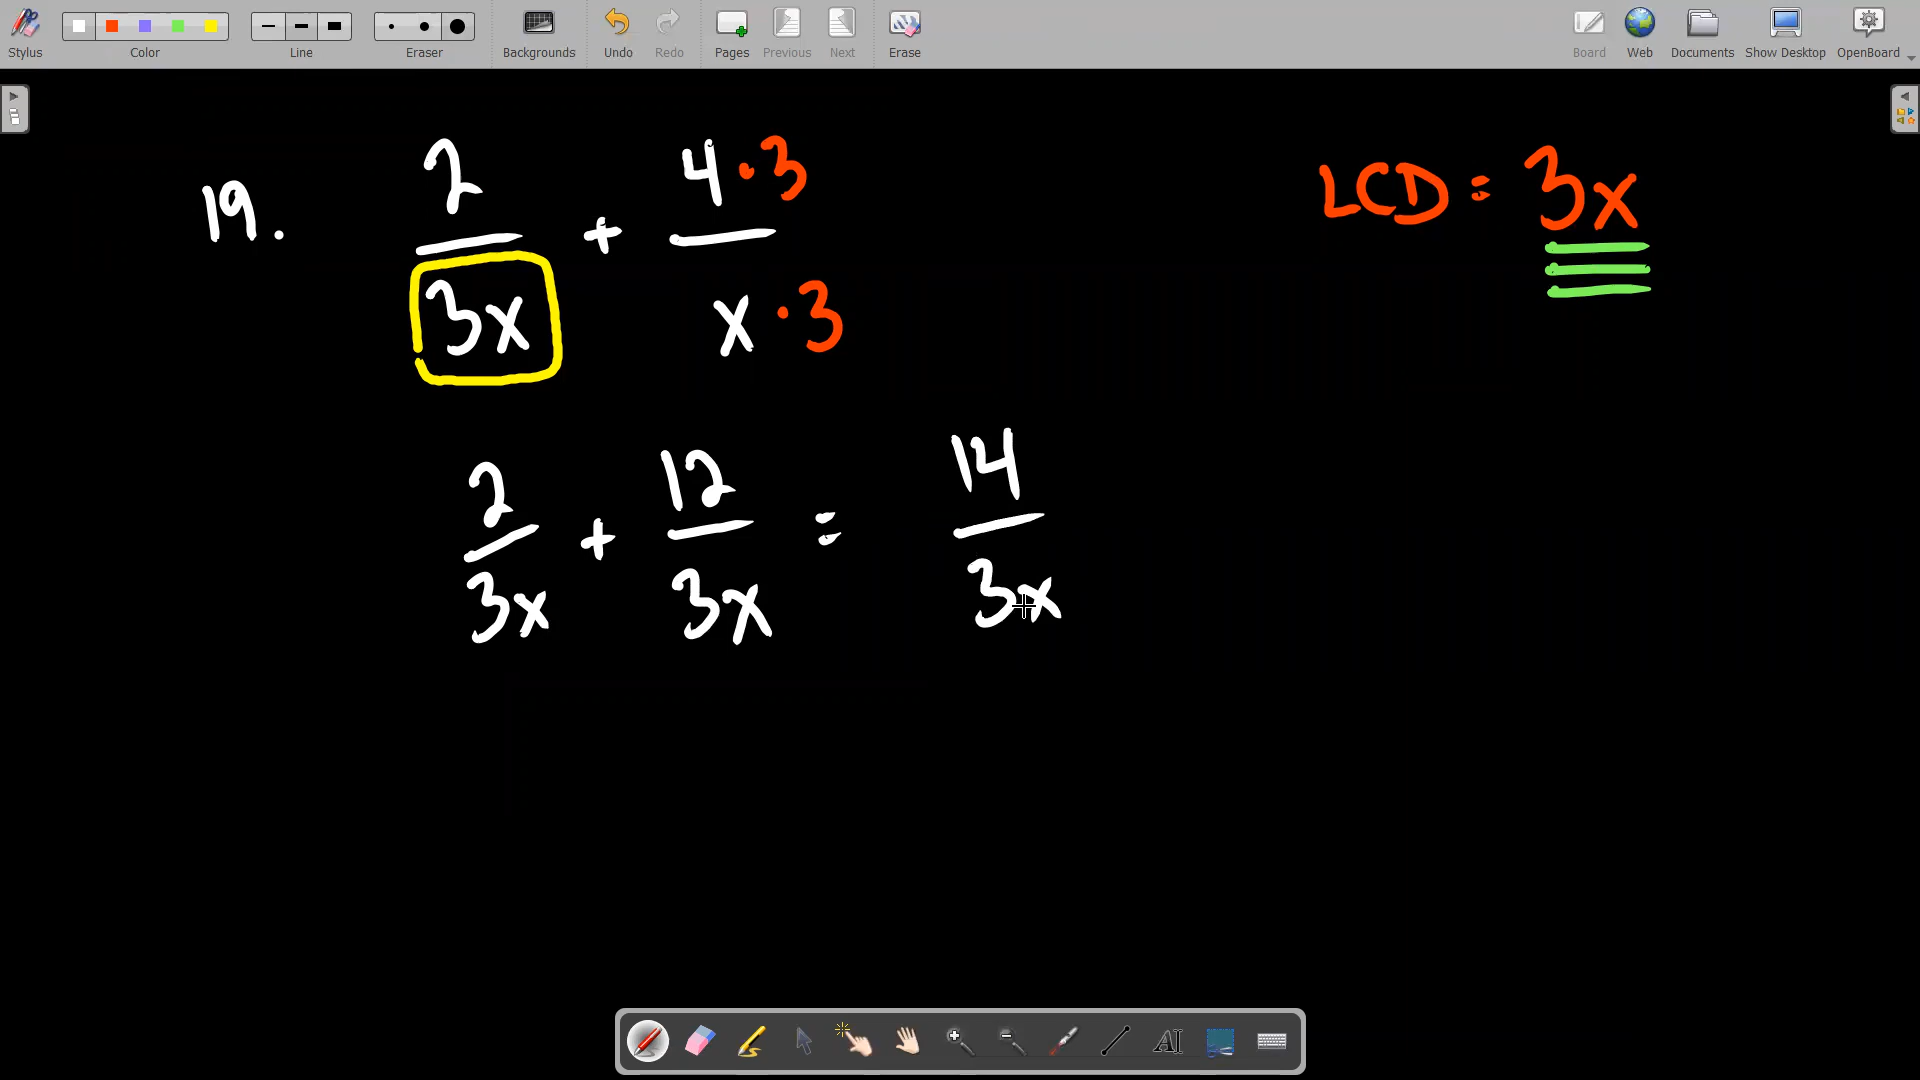 Stylus Color Line Eraser Backgrounds Undo Redo Pages Previous Next Erase Board Web Documents Show Desktop OpenBoard
19. 2/3x + 4·3/x·3
LCD = 3x
2/3x + 12/3x = 14/3x
AI